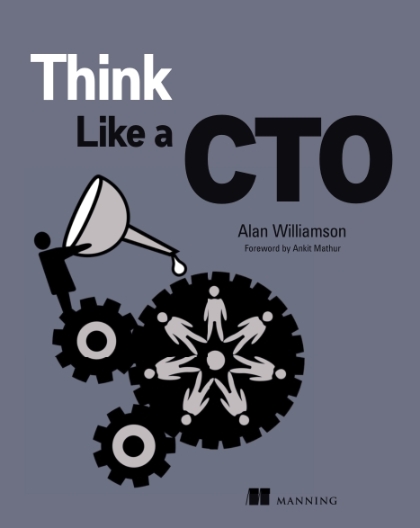 Think
Like a CTO
Alan Williamson
Foreword by Ankit Mathur
MANNING